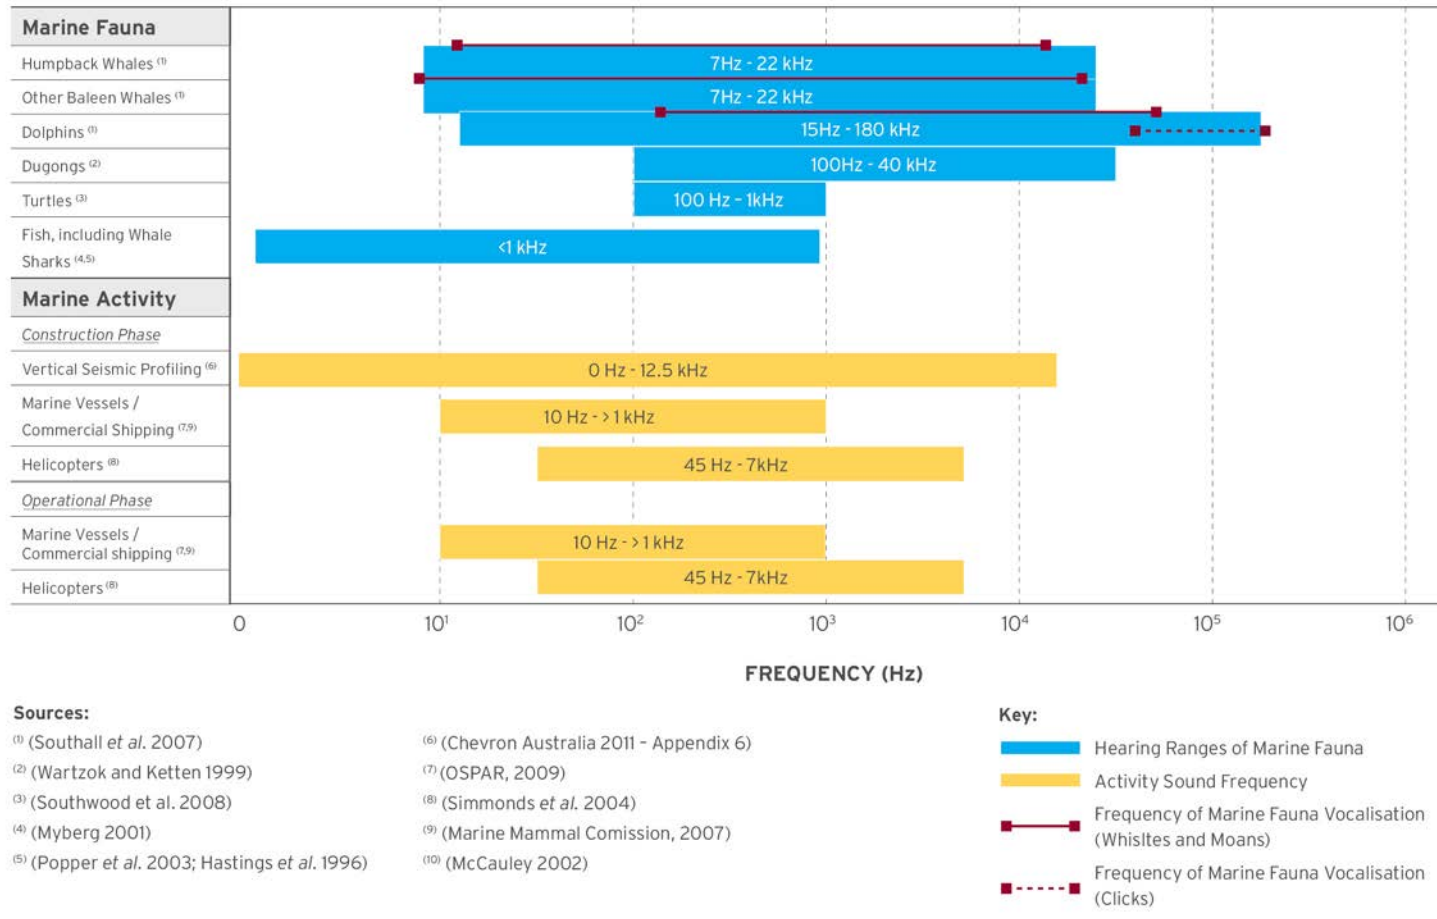 Marine Fauna
Humpback Whales (1)
7Hz - 22 kHz
Other Baleen Whales (1)
7Hz - 22 kHz
Dolphins (1)
15Hz - 180 kHz
Dugongs (2)
100Hz - 40 kHz
Turtles (3)
100 Hz - 1kHz
Fish, including Whale
Sharks (4,5)
<1 kHz
Marine Activity
Construction Phase
Vertical Seismic Profiling (6)
0 Hz - 12.5 kHz
Marine Vessels /
Commercial Shipping (7,9)
10 Hz - > 1 kHz
Helicopters (8)
45 Hz - 7kHz
Operational Phase
Marine Vessels /
Commercial shipping (7,9)
10 Hz - > 1 kHz
Helicopters (8)
45 Hz - 7kHz
0 10¹ 10² 10³ 10⁴ 10⁵ 10⁶
FREQUENCY (Hz)
Sources:
(1) (Southall et al. 2007)
(2) (Wartzok and Ketten 1999)
(3) (Southwood et al. 2008)
(4) (Myberg 2001)
(5) (Popper et al. 2003; Hastings et al. 1996)
(6) (Chevron Australia 2011 - Appendix 6)
(7) (OSPAR, 2009)
(8) (Simmonds et al. 2004)
(9) (Marine Mammal Comission, 2007)
(10) (McCauley 2002)
Key:
Hearing Ranges of Marine Fauna
Activity Sound Frequency
Frequency of Marine Fauna Vocalisation
(Whisltes and Moans)
Frequency of Marine Fauna Vocalisation
(Clicks)